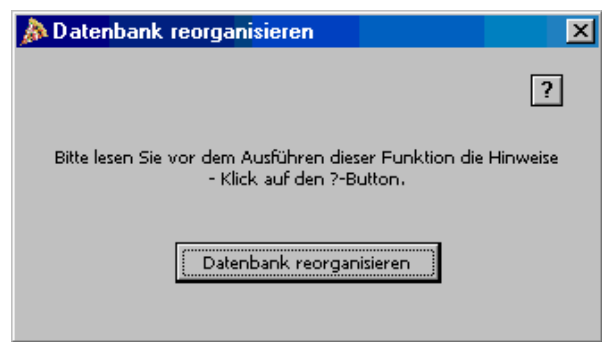 Datenbank reorganisieren
?
Bitte lesen Sie vor dem Ausführen dieser Funktion die Hinweise
- Klick auf den ?-Button.
Datenbank reorganisieren